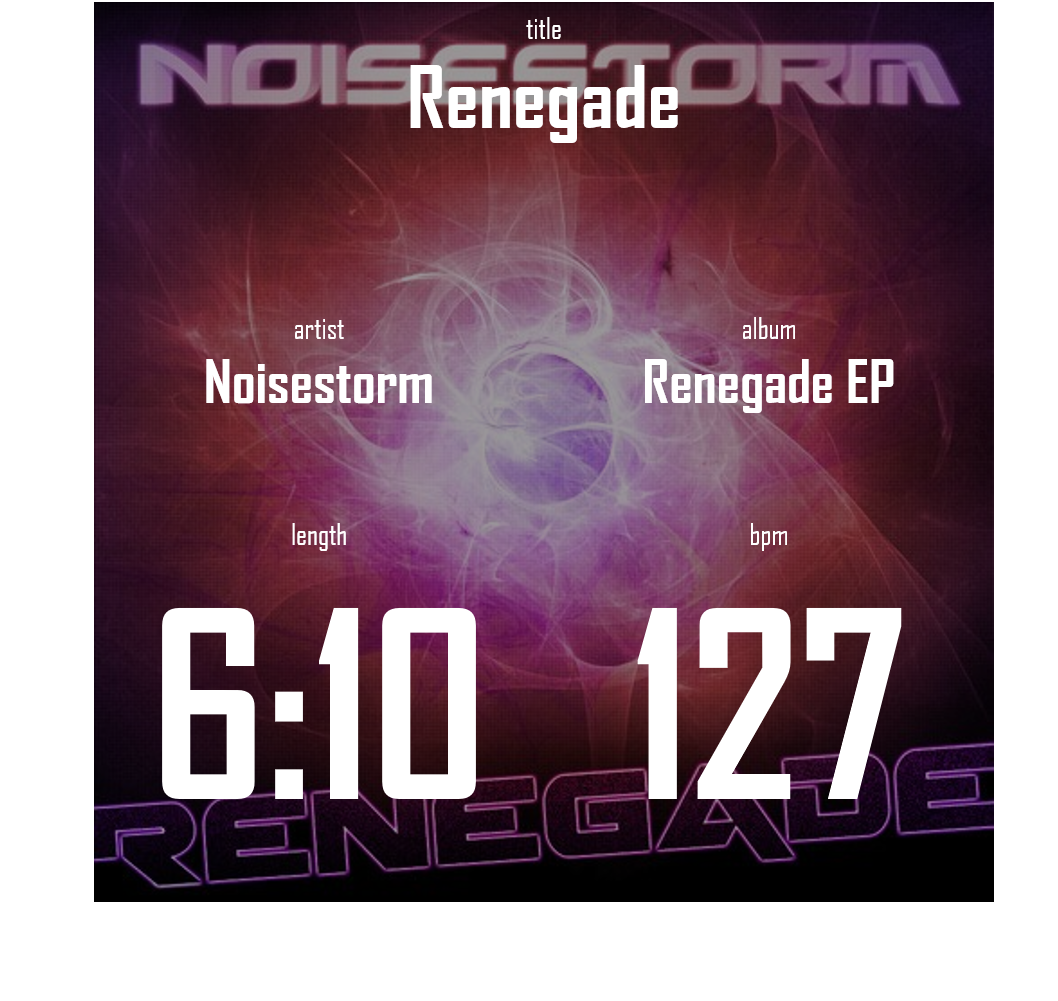 title
NOISESTORM
Renegade
artist
album
Noisestorm
Renegade EP
length
bpm
6:10
127
RENEGADE